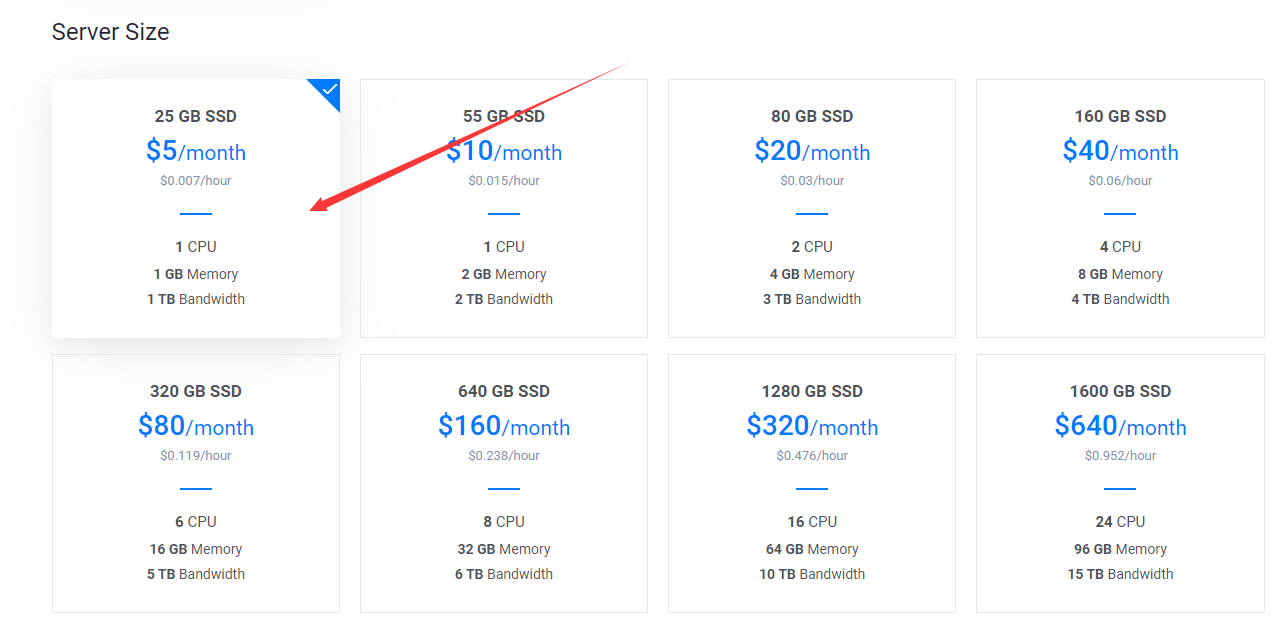 Server Size
25 GB SSD
$5/month
$0.007/hour
1 CPU
1 GB Memory
1 TB Bandwidth
55 GB SSD
$10/month
$0.015/hour
1 CPU
2 GB Memory
2 TB Bandwidth
80 GB SSD
$20/month
$0.03/hour
2 CPU
4 GB Memory
3 TB Bandwidth
160 GB SSD
$40/month
$0.06/hour
4 CPU
8 GB Memory
4 TB Bandwidth
320 GB SSD
$80/month
$0.119/hour
6 CPU
16 GB Memory
5 TB Bandwidth
640 GB SSD
$160/month
$0.238/hour
8 CPU
32 GB Memory
6 TB Bandwidth
1280 GB SSD
$320/month
$0.476/hour
16 CPU
64 GB Memory
10 TB Bandwidth
1600 GB SSD
$640/month
$0.952/hour
24 CPU
96 GB Memory
15 TB Bandwidth